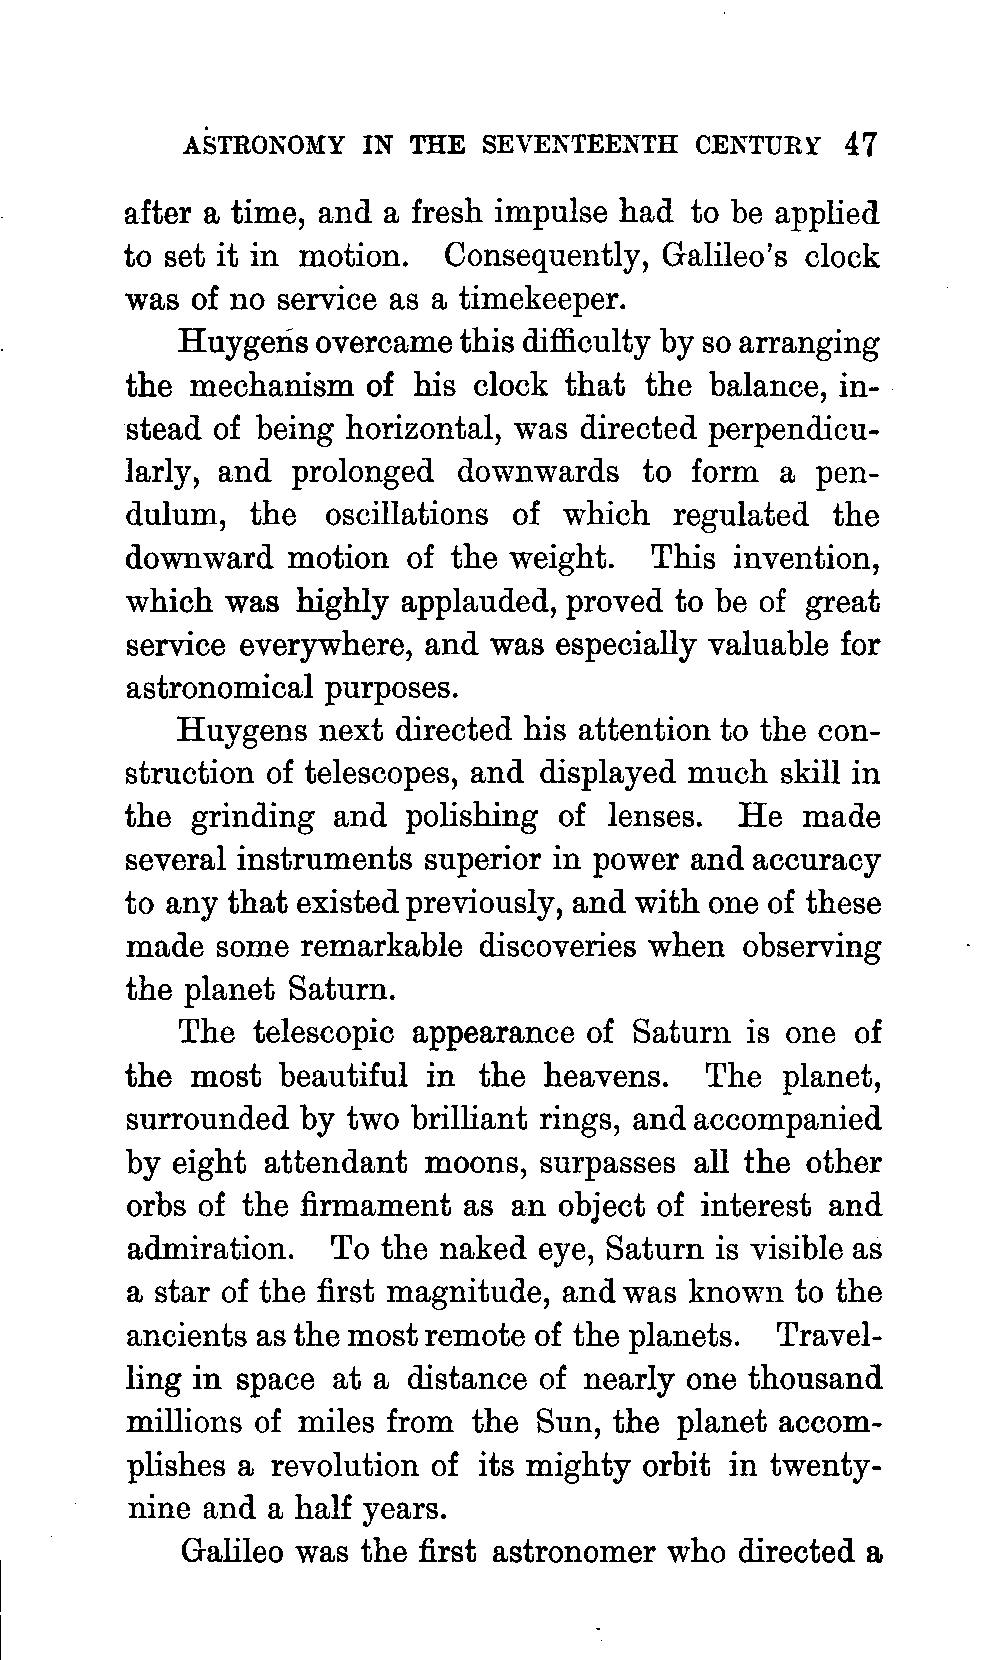 ASTRONOMY IN THE SEVENTEENTH CENTURY 47
after a time, and a fresh impulse had to be applied
to set it in motion. Consequently, Galileo's clock
was of no service as a timekeeper.
Huygens overcame this difficulty by so arranging
the mechanism of his clock that the balance, in-
stead of being horizontal, was directed perpendicu-
larly, and prolonged downwards to form a pen-
dulum, the oscillations of which regulated the
downward motion of the weight. This invention,
which was highly applauded, proved to be of great
service everywhere, and was especially valuable for
astronomical purposes.
Huygens next directed his attention to the con-
struction of telescopes, and displayed much skill in
the grinding and polishing of lenses. He made
several instruments superior in power and accuracy
to any that existed previously, and with one of these
made some remarkable discoveries when observing
the planet Saturn.
The telescopic appearance of Saturn is one of
the most beautiful in the heavens. The planet,
surrounded by two brilliant rings, and accompanied
by eight attendant moons, surpasses all the other
orbs of the firmament as an object of interest and
admiration. To the naked eye, Saturn is visible as
a star of the first magnitude, and was known to the
ancients as the most remote of the planets. Travel-
ling in space at a distance of nearly one thousand
millions of miles from the Sun, the planet accom-
plishes a revolution of its mighty orbit in twenty-
nine and a half years.
Galileo was the first astronomer who directed a